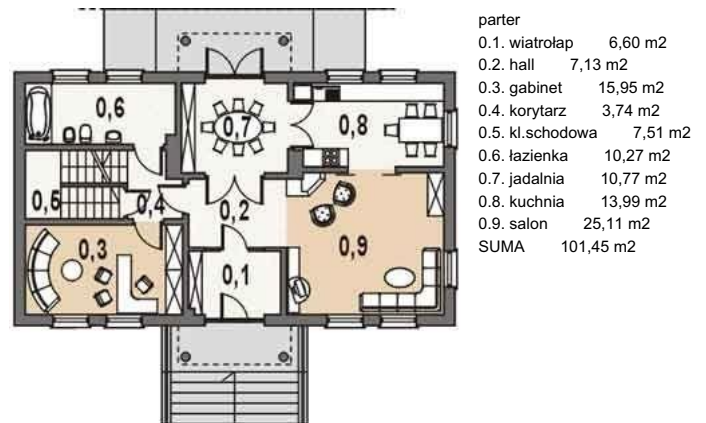 parter
0.1. wiatrołap 6,60 m2
0.2. hall 7,13 m2
0.3. gabinet 15,95 m2
0.4. korytarz 3,74 m2
0.5. kl.schodowa 7,51 m2
0.6. łazienka 10,27 m2
0.7. jadalnia 10,77 m2
0.8. kuchnia 13,99 m2
0.9. salon 25,11 m2
SUMA 101,45 m2
0,6
0,7
0,8
0,5
0,4
0,2
0,3
0,1
0,9